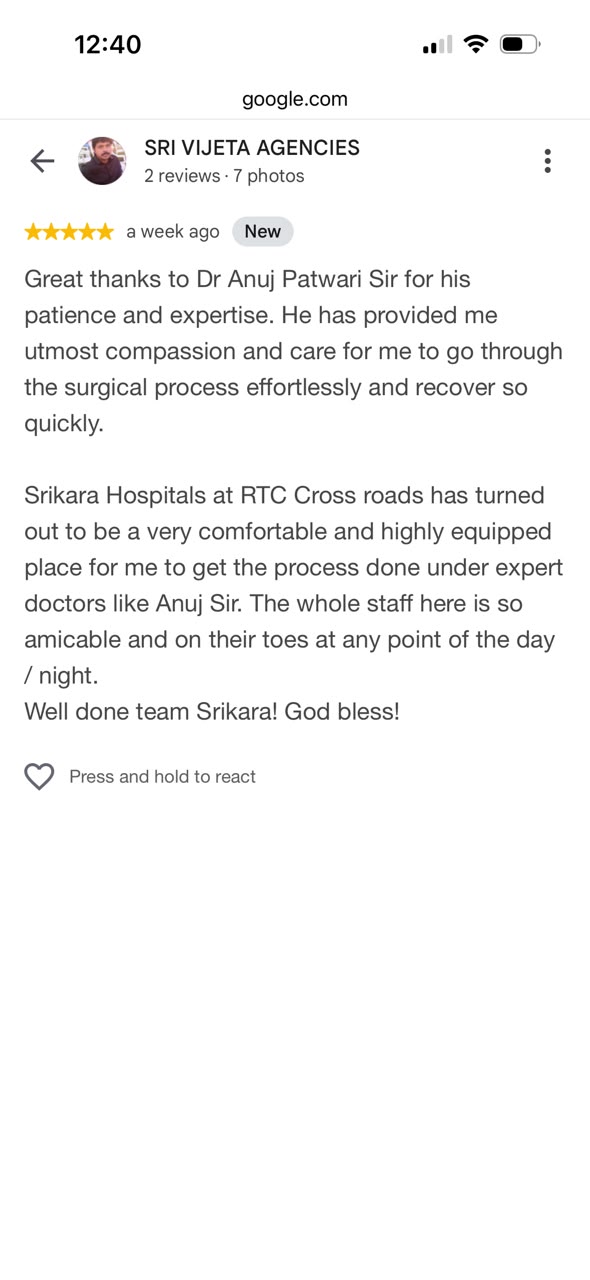 12:40
google.com
SRI VIJETA AGENCIES
2 reviews · 7 photos
a week ago New
Great thanks to Dr Anuj Patwari Sir for his
patience and expertise. He has provided me
utmost compassion and care for me to go through
the surgical process effortlessly and recover so
quickly.
Srikara Hospitals at RTC Cross roads has turned
out to be a very comfortable and highly equipped
place for me to get the process done under expert
doctors like Anuj Sir. The whole staff here is so
amicable and on their toes at any point of the day
/ night.
Well done team Srikara! God bless!
Press and hold to react